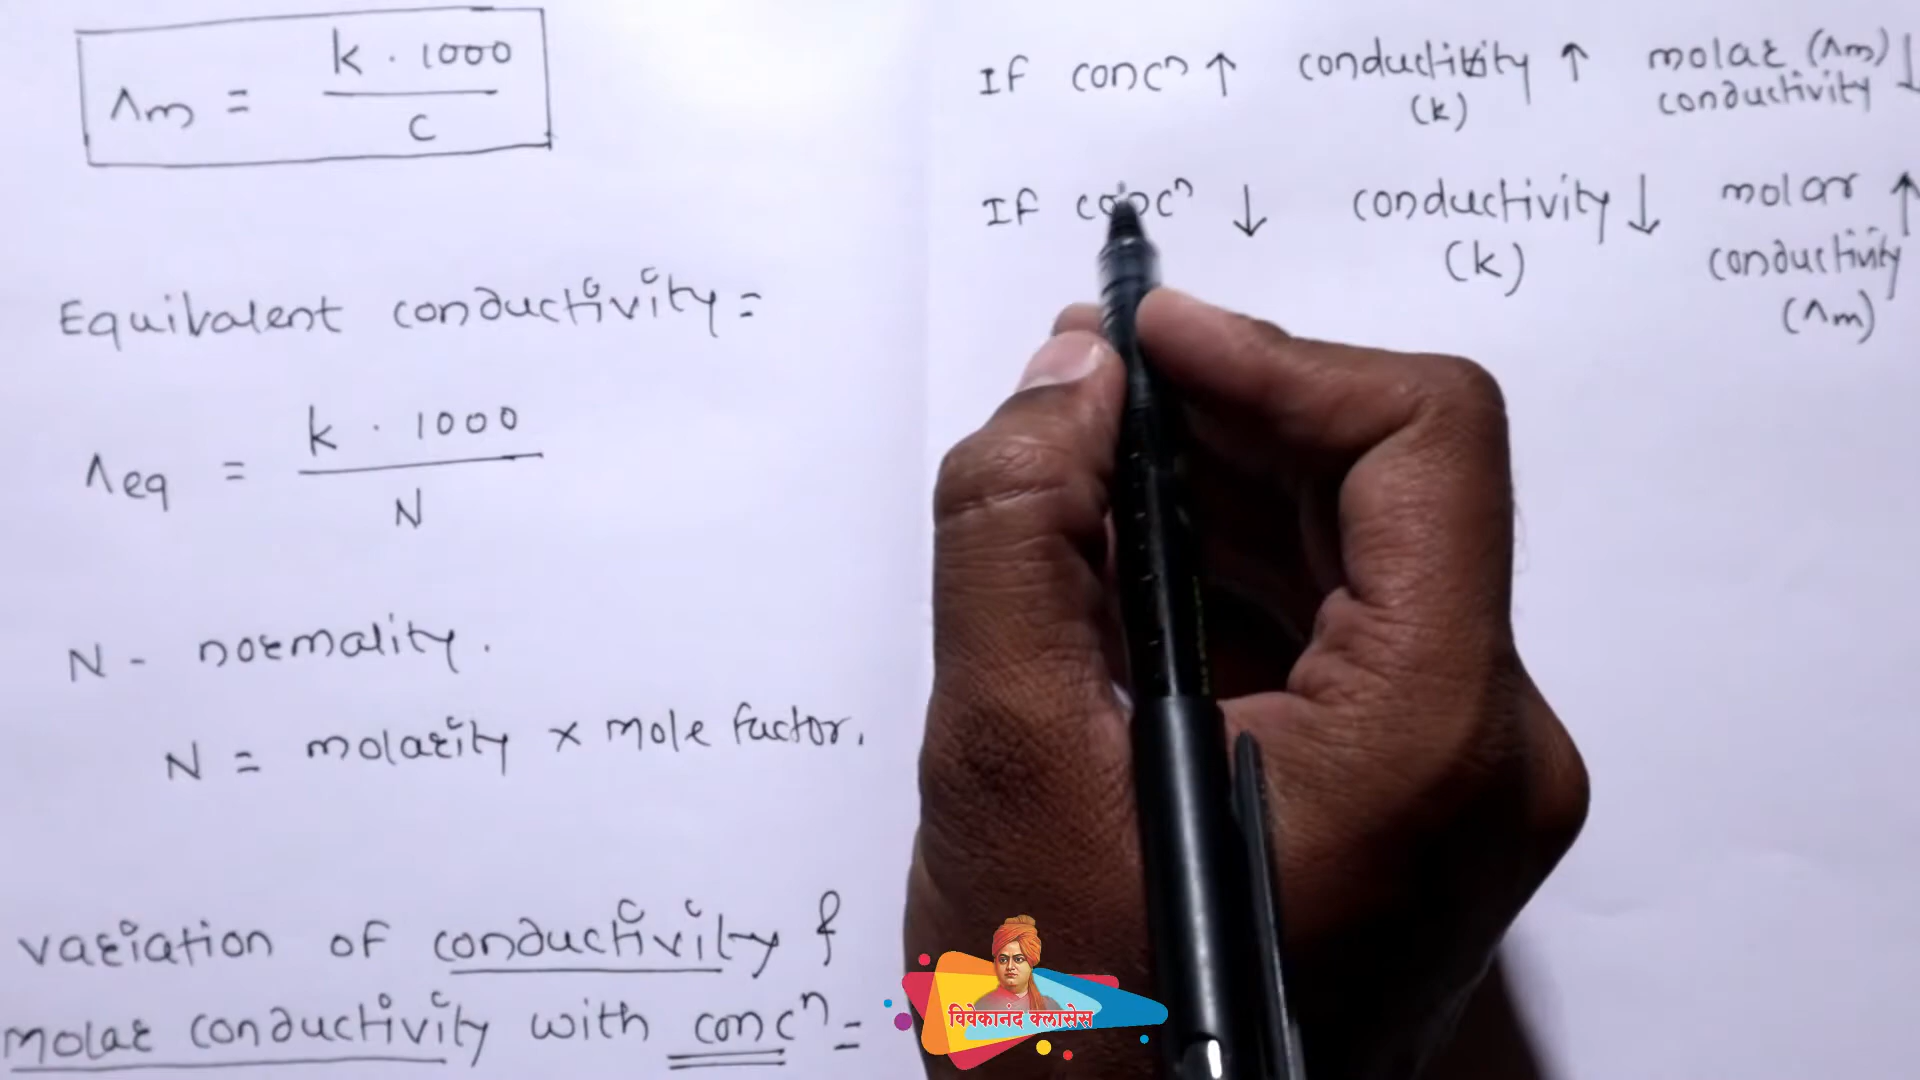 Λm = k · 1000 / c
Equivalent conductivity =
Λeq = k · 1000 / N
N - normality.
N = molarity × mole factor.
variation of conductivity &
molar conductivity with concⁿ =
If concⁿ ↑ conductivity ↑ molar (Λm) ↓
(k) conductivity
If concⁿ ↓ conductivity ↓ molar ↑
(k) conductivity
(Λm)
विवेकानंद क्लासेस